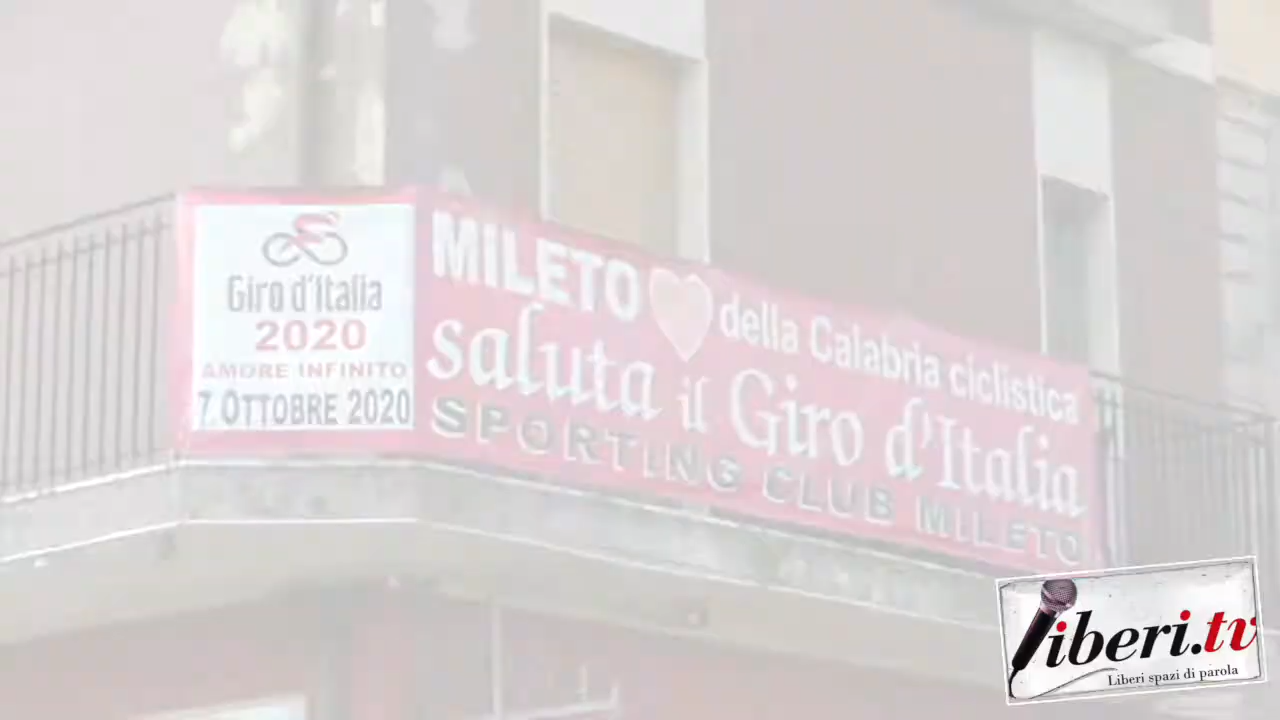 Giro d'Italia
2020
AMORE INFINITO
7. OTTOBRE 2020
MILETO della Calabria ciclistica
saluta il Giro d'Italia
SPORTING CLUB MILETO
liberi.tv
Liberi spazi di parola